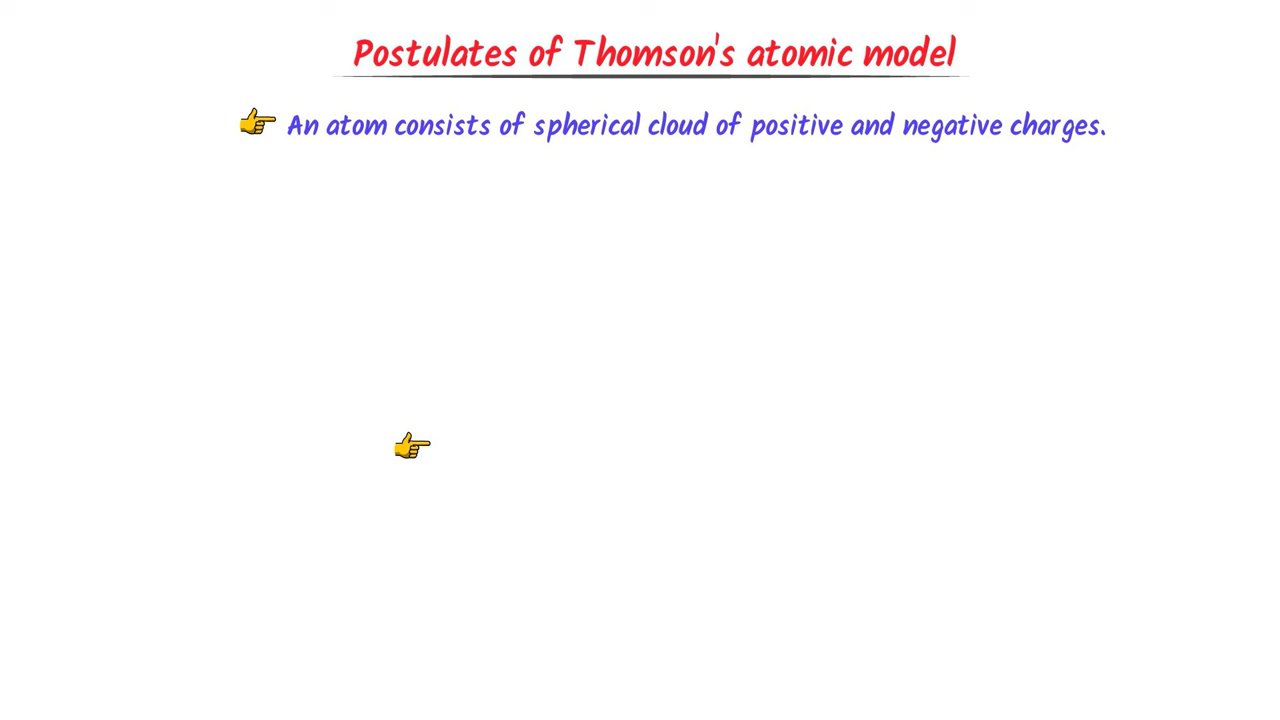 Postulates of Thomson's atomic model
👉 An atom consists of spherical cloud of positive and negative charges.
👉